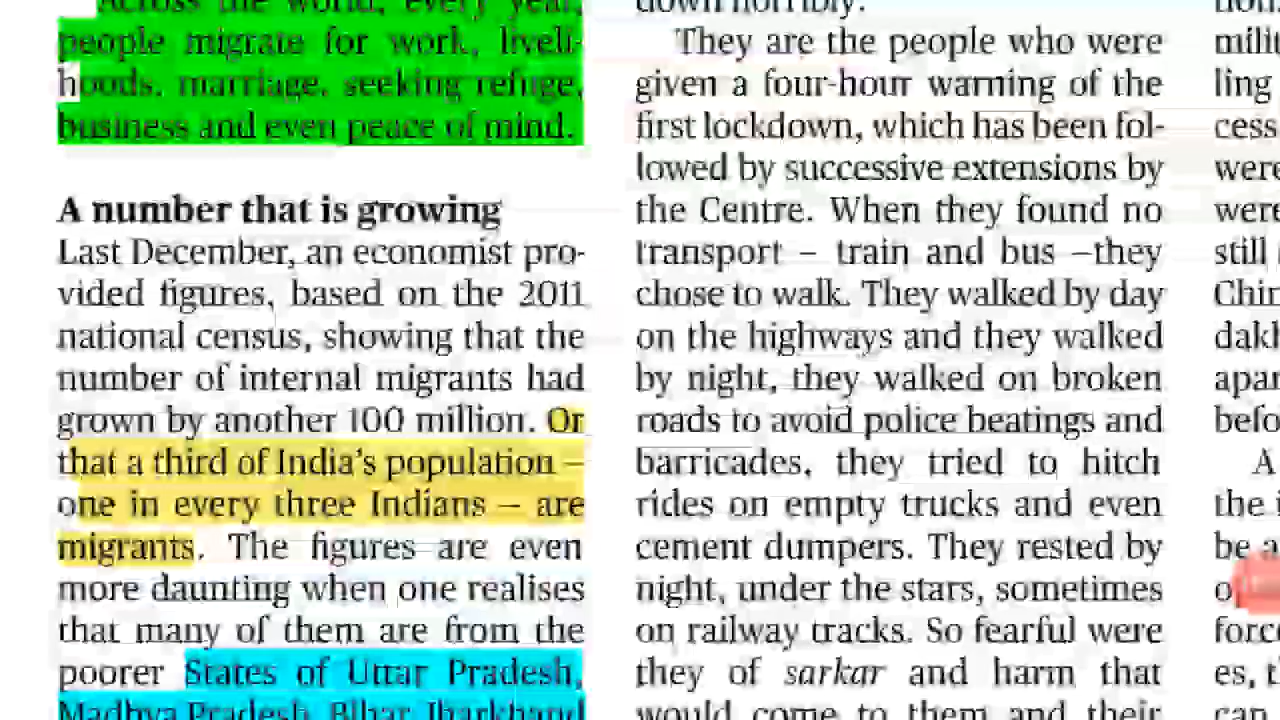 Across the world, every year,
people migrate for work, liveli-
hoods, marriage, seeking refuge,
business and even peace of mind.
A number that is growing
Last December, an economist pro-
vided figures, based on the 2011
national census, showing that the
number of internal migrants had
grown by another 100 million. Or
that a third of India's population –
one in every three Indians – are
migrants. The figures are even
more daunting when one realises
that many of them are from the
poorer States of Uttar Pradesh,
Madhya Pradesh, Bihar, Jharkhand
down horribly.
They are the people who were
given a four-hour warning of the
first lockdown, which has been fol-
lowed by successive extensions by
the Centre. When they found no
transport – train and bus –they
chose to walk. They walked by day
on the highways and they walked
by night, they walked on broken
roads to avoid police beatings and
barricades, they tried to hitch
rides on empty trucks and even
cement dumpers. They rested by
night, under the stars, sometimes
on railway tracks. So fearful were
they of sarkar and harm that
would come to them and their
milit
ling
cess
were
were
still
Chin
dakh
apar
befo
A
the
be a
forc
es, t
can